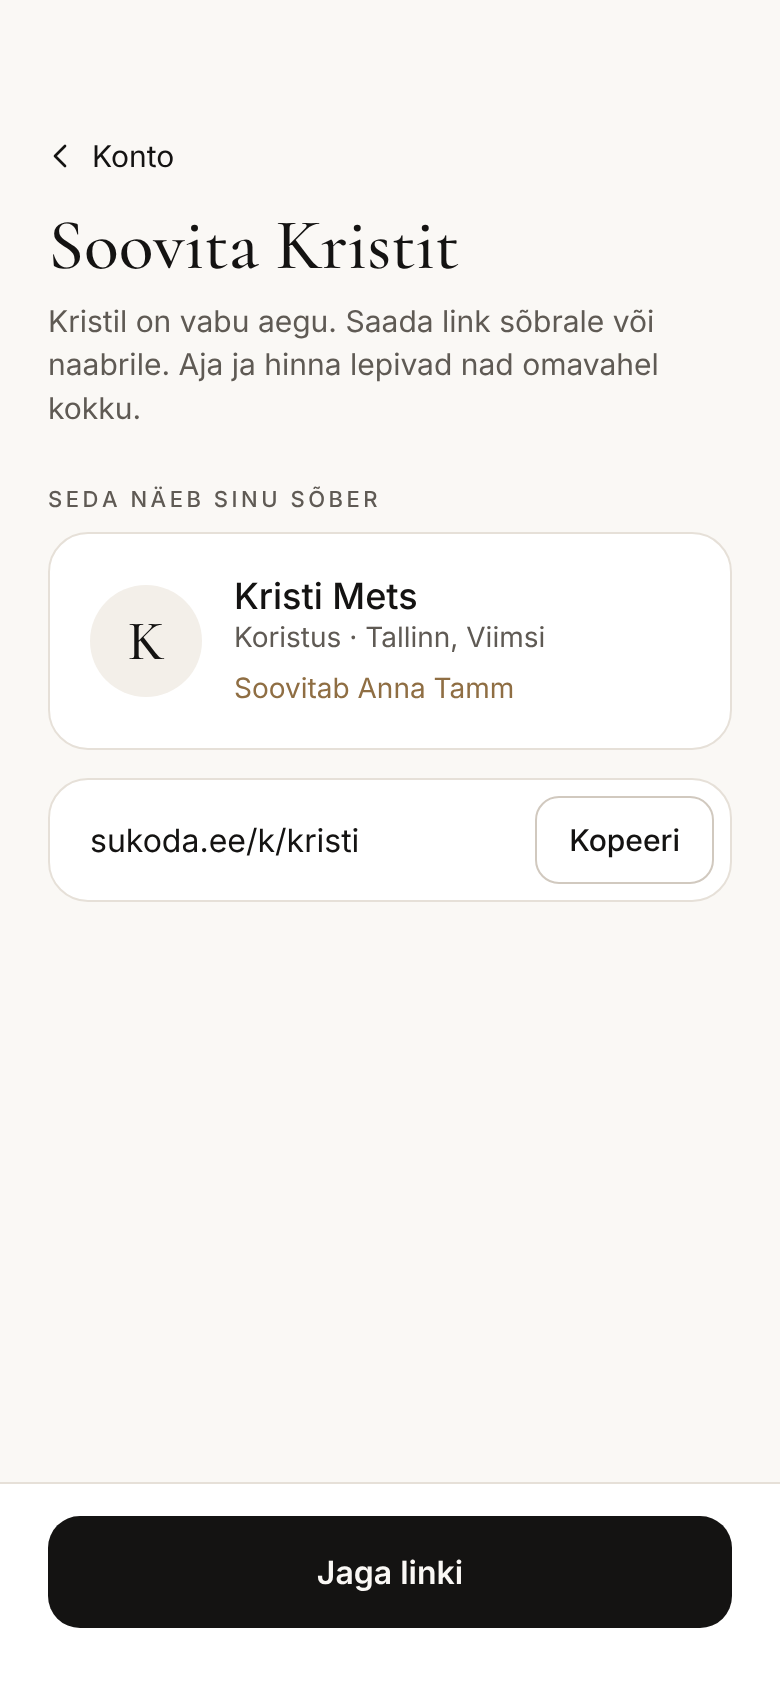 Konto
Soovita Kristit
Kristil on vabu aegu. Saada link sõbrale või
naabrile. Aja ja hinna lepivad nad omavahel
kokku.
SEDA NÄEB SINU SÕBER
K
Kristi Mets
Koristus · Tallinn, Viimsi
Soovitab Anna Tamm
sukoda.ee/k/kristi
Kopeeri
Jaga linki